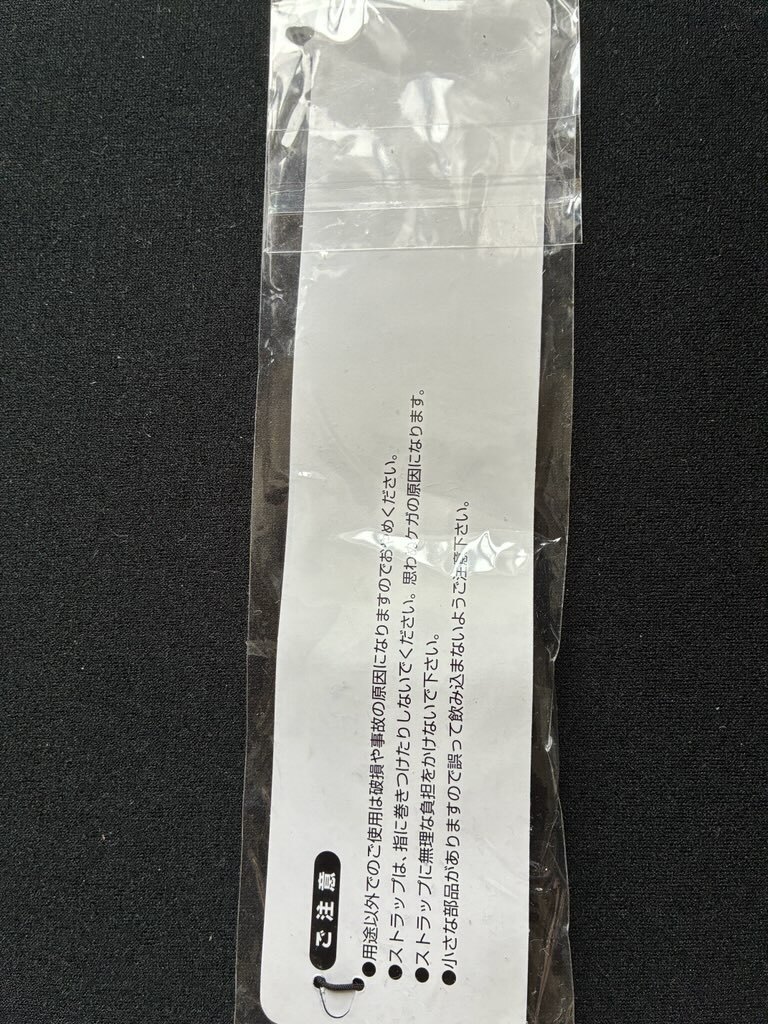 ご注意
●用途以外でのご使用は破損や事故の原因になりますのでおやめください。
●ストラップは、指に巻きつけたりしないでください。思わぬケガの原因になります。
●ストラップに無理な負担をかけないで下さい。
●小さな部品がありますので誤って飲み込まないようご注意下さい。